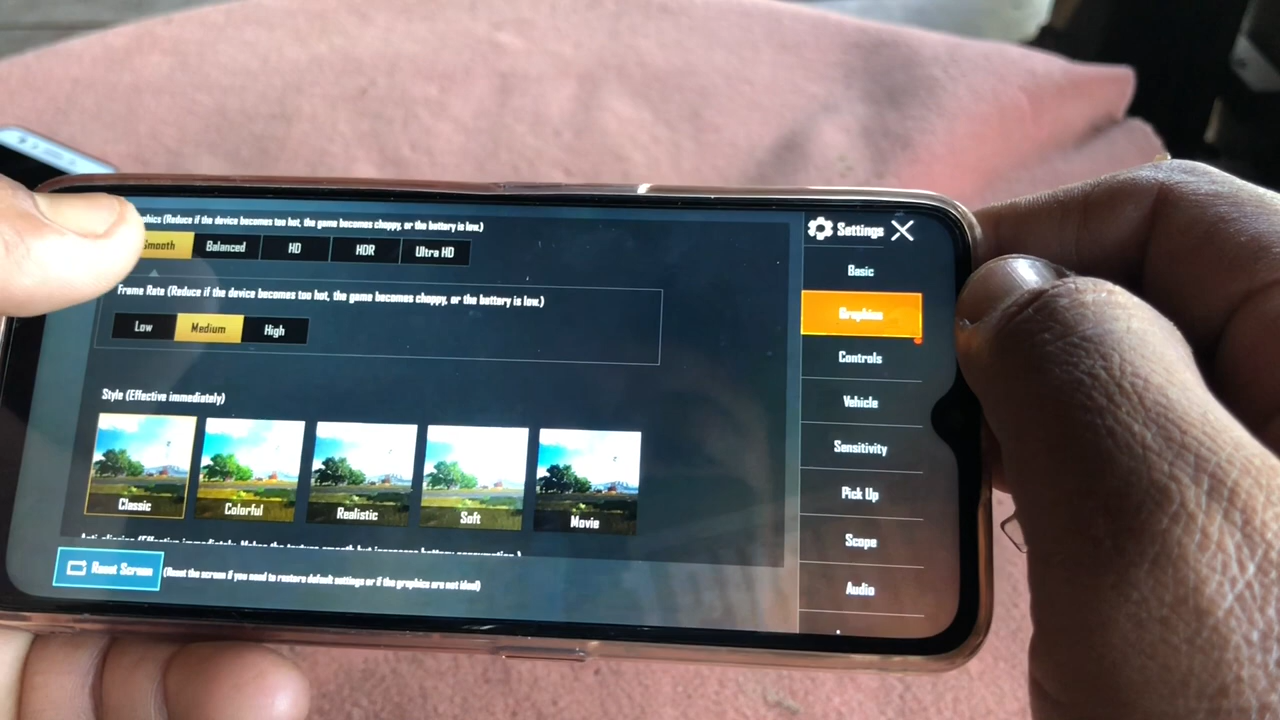 (Reduce if the device becomes too hot, the game becomes choppy, or the battery is low.)
Smooth Balanced HD HDR Ultra HD
Frame Rate (Reduce if the device becomes too hot, the game becomes choppy, or the battery is low.)
Low Medium High
Style (Effective immediately)
Classic Colorful Realistic Soft Movie
Reset Screen (Reset the screen if you need to restore default settings or if the graphics are not ideal)
Settings
Basic
Graphics
Controls
Vehicle
Sensitivity
Pick Up
Scope
Audio